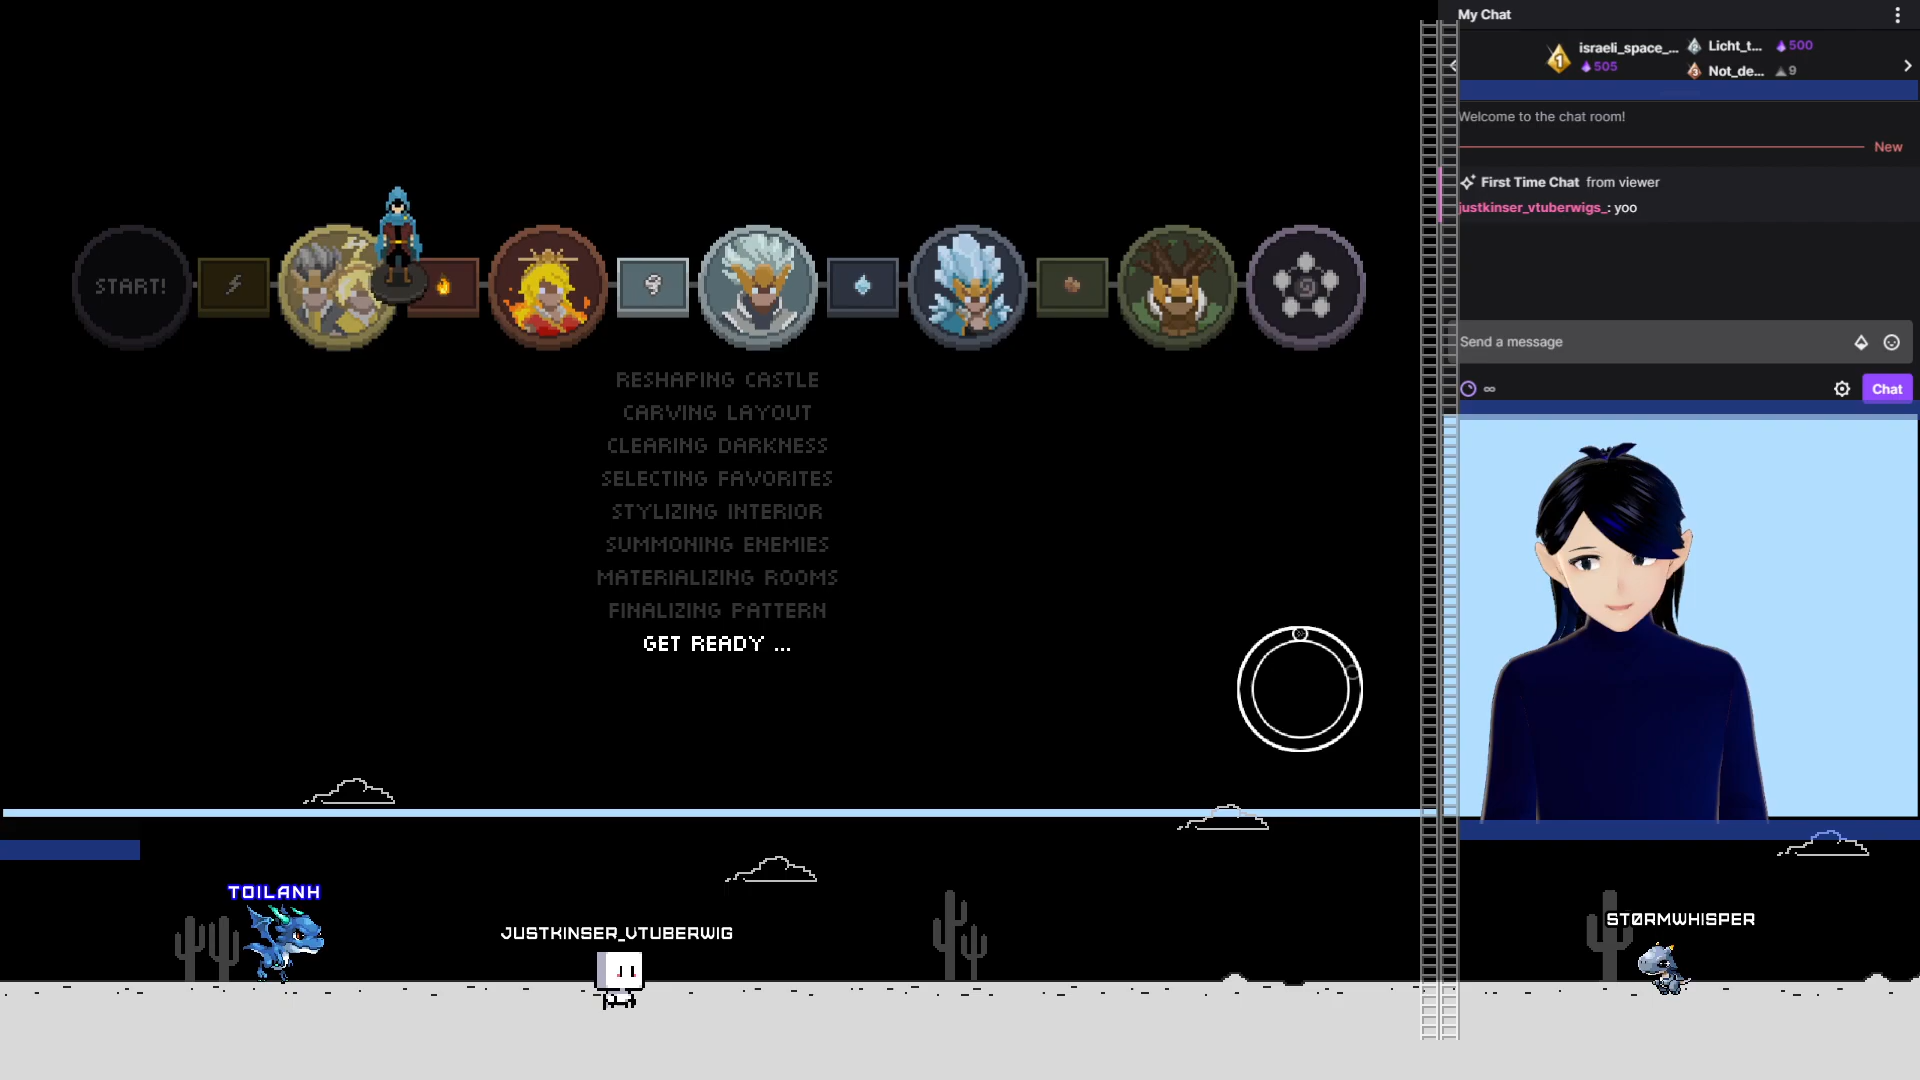 My Chat
israeli_space_...
505
Licht_t... 500
Not_de... 9
Welcome to the chat room!
New
First Time Chat from viewer
justkinser_vtuberwigs_: yoo
Send a message
∞
Chat
START!
RESHAPING CASTLE
CARVING LAYOUT
CLEARING DARKNESS
SELECTING FAVORITES
STYLIZING INTERIOR
SUMMONING ENEMIES
MATERIALIZING ROOMS
FINALIZING PATTERN
GET READY ...
TOILANH
JUSTKINSER_VTUBERWIG
STØRMWHISPER